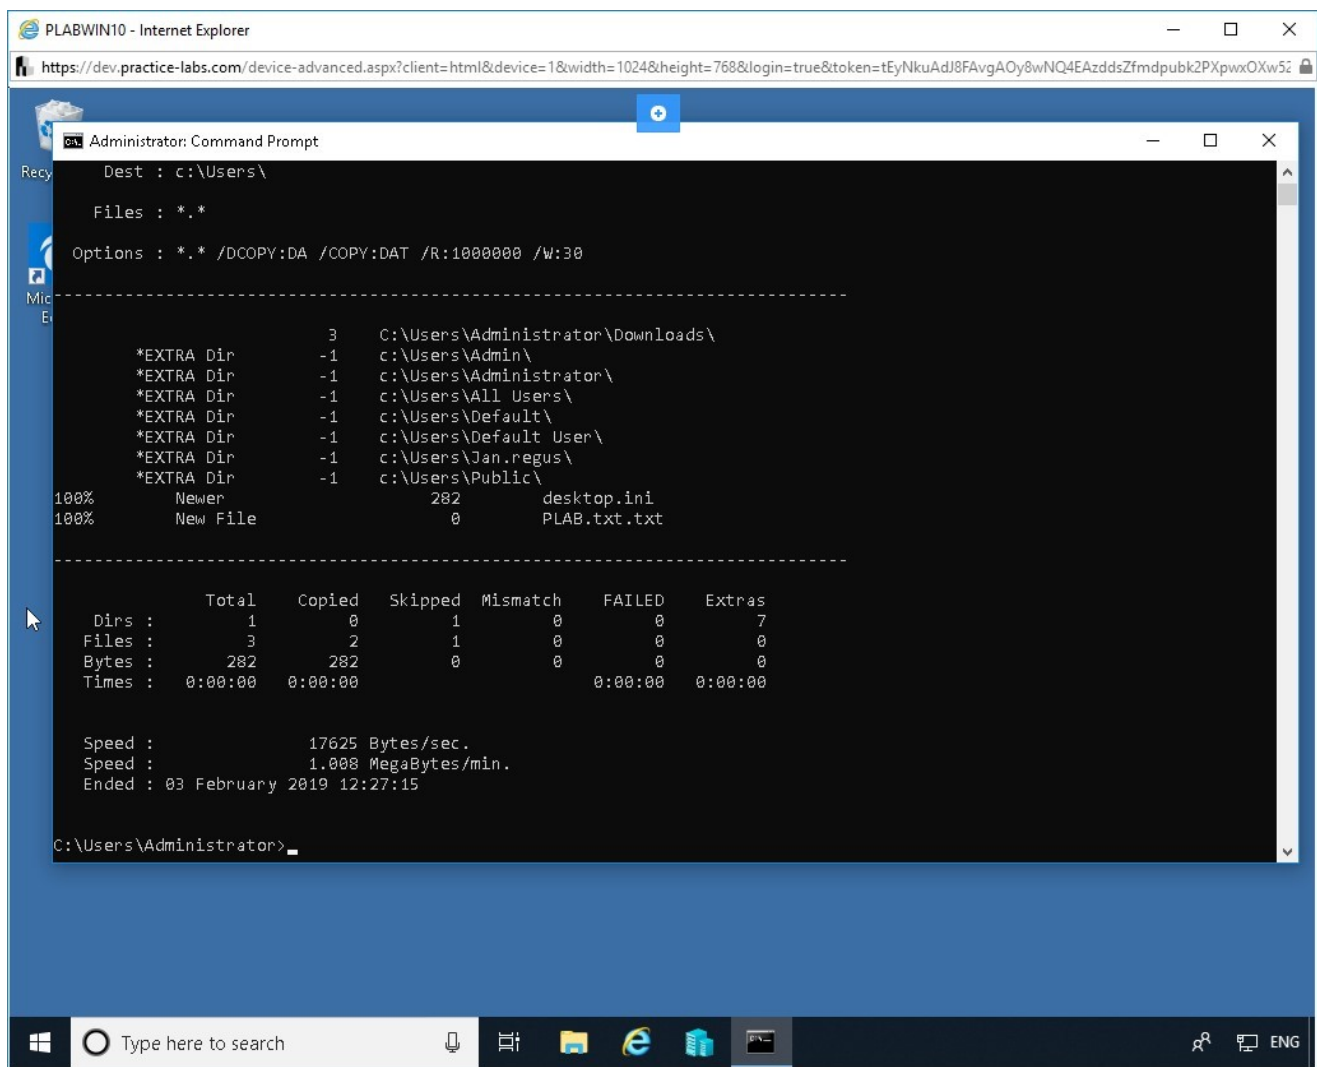 PLABWIN10 - Internet Explorer
https://dev.practice-labs.com/device-advanced.aspx?client=html&device=1&width=1024&height=768&login=true&token=tEyNkuAdJ8FAvgAOy8wNQ4EAzddsZfmdpubk2PXpwxOXw52
Administrator: Command Prompt
Recy
Mic
E
Dest : c:\Users\
Files : *.*
Options : *.* /DCOPY:DA /COPY:DAT /R:1000000 /W:30
------------------------------------------------------------------------------
3 C:\Users\Administrator\Downloads\
*EXTRA Dir -1 c:\Users\Admin\
*EXTRA Dir -1 c:\Users\Administrator\
*EXTRA Dir -1 c:\Users\All Users\
*EXTRA Dir -1 c:\Users\Default\
*EXTRA Dir -1 c:\Users\Default User\
*EXTRA Dir -1 c:\Users\Jan.regus\
*EXTRA Dir -1 c:\Users\Public\
100% Newer 282 desktop.ini
100% New File 0 PLAB.txt.txt
------------------------------------------------------------------------------
Total Copied Skipped Mismatch FAILED Extras
Dirs : 1 0 1 0 0 7
Files : 3 2 1 0 0 0
Bytes : 282 282 0 0 0 0
Times : 0:00:00 0:00:00 0:00:00 0:00:00
Speed : 17625 Bytes/sec.
Speed : 1.008 MegaBytes/min.
Ended : 03 February 2019 12:27:15
C:\Users\Administrator>
Type here to search
ENG